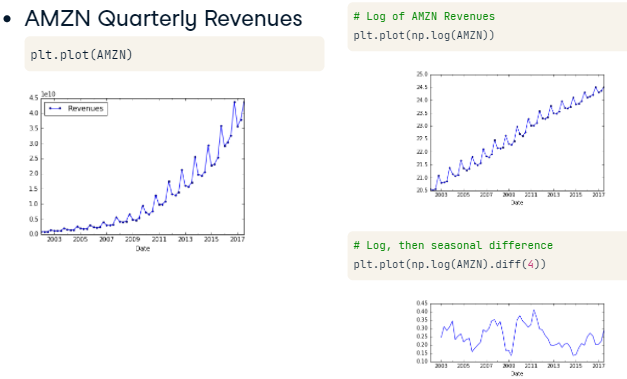 • AMZN Quarterly Revenues
plt.plot(AMZN)
1e10
4.5
4.0
3.5
3.0
2.5
2.0
1.5
1.0
0.5
0.0
Revenues
2003 2005 2007 2009 2011 2013 2015 2017
Date
# Log of AMZN Revenues
plt.plot(np.log(AMZN))
25.0
24.5
24.0
23.5
23.0
22.5
22.0
21.5
21.0
20.5
2003 2005 2007 2009 2011 2013 2015 2017
Date
# Log, then seasonal difference
plt.plot(np.log(AMZN).diff(4))
0.45
0.40
0.35
0.30
0.25
0.20
0.15
0.10
2003 2005 2007 2009 2011 2013 2015 2017
Date